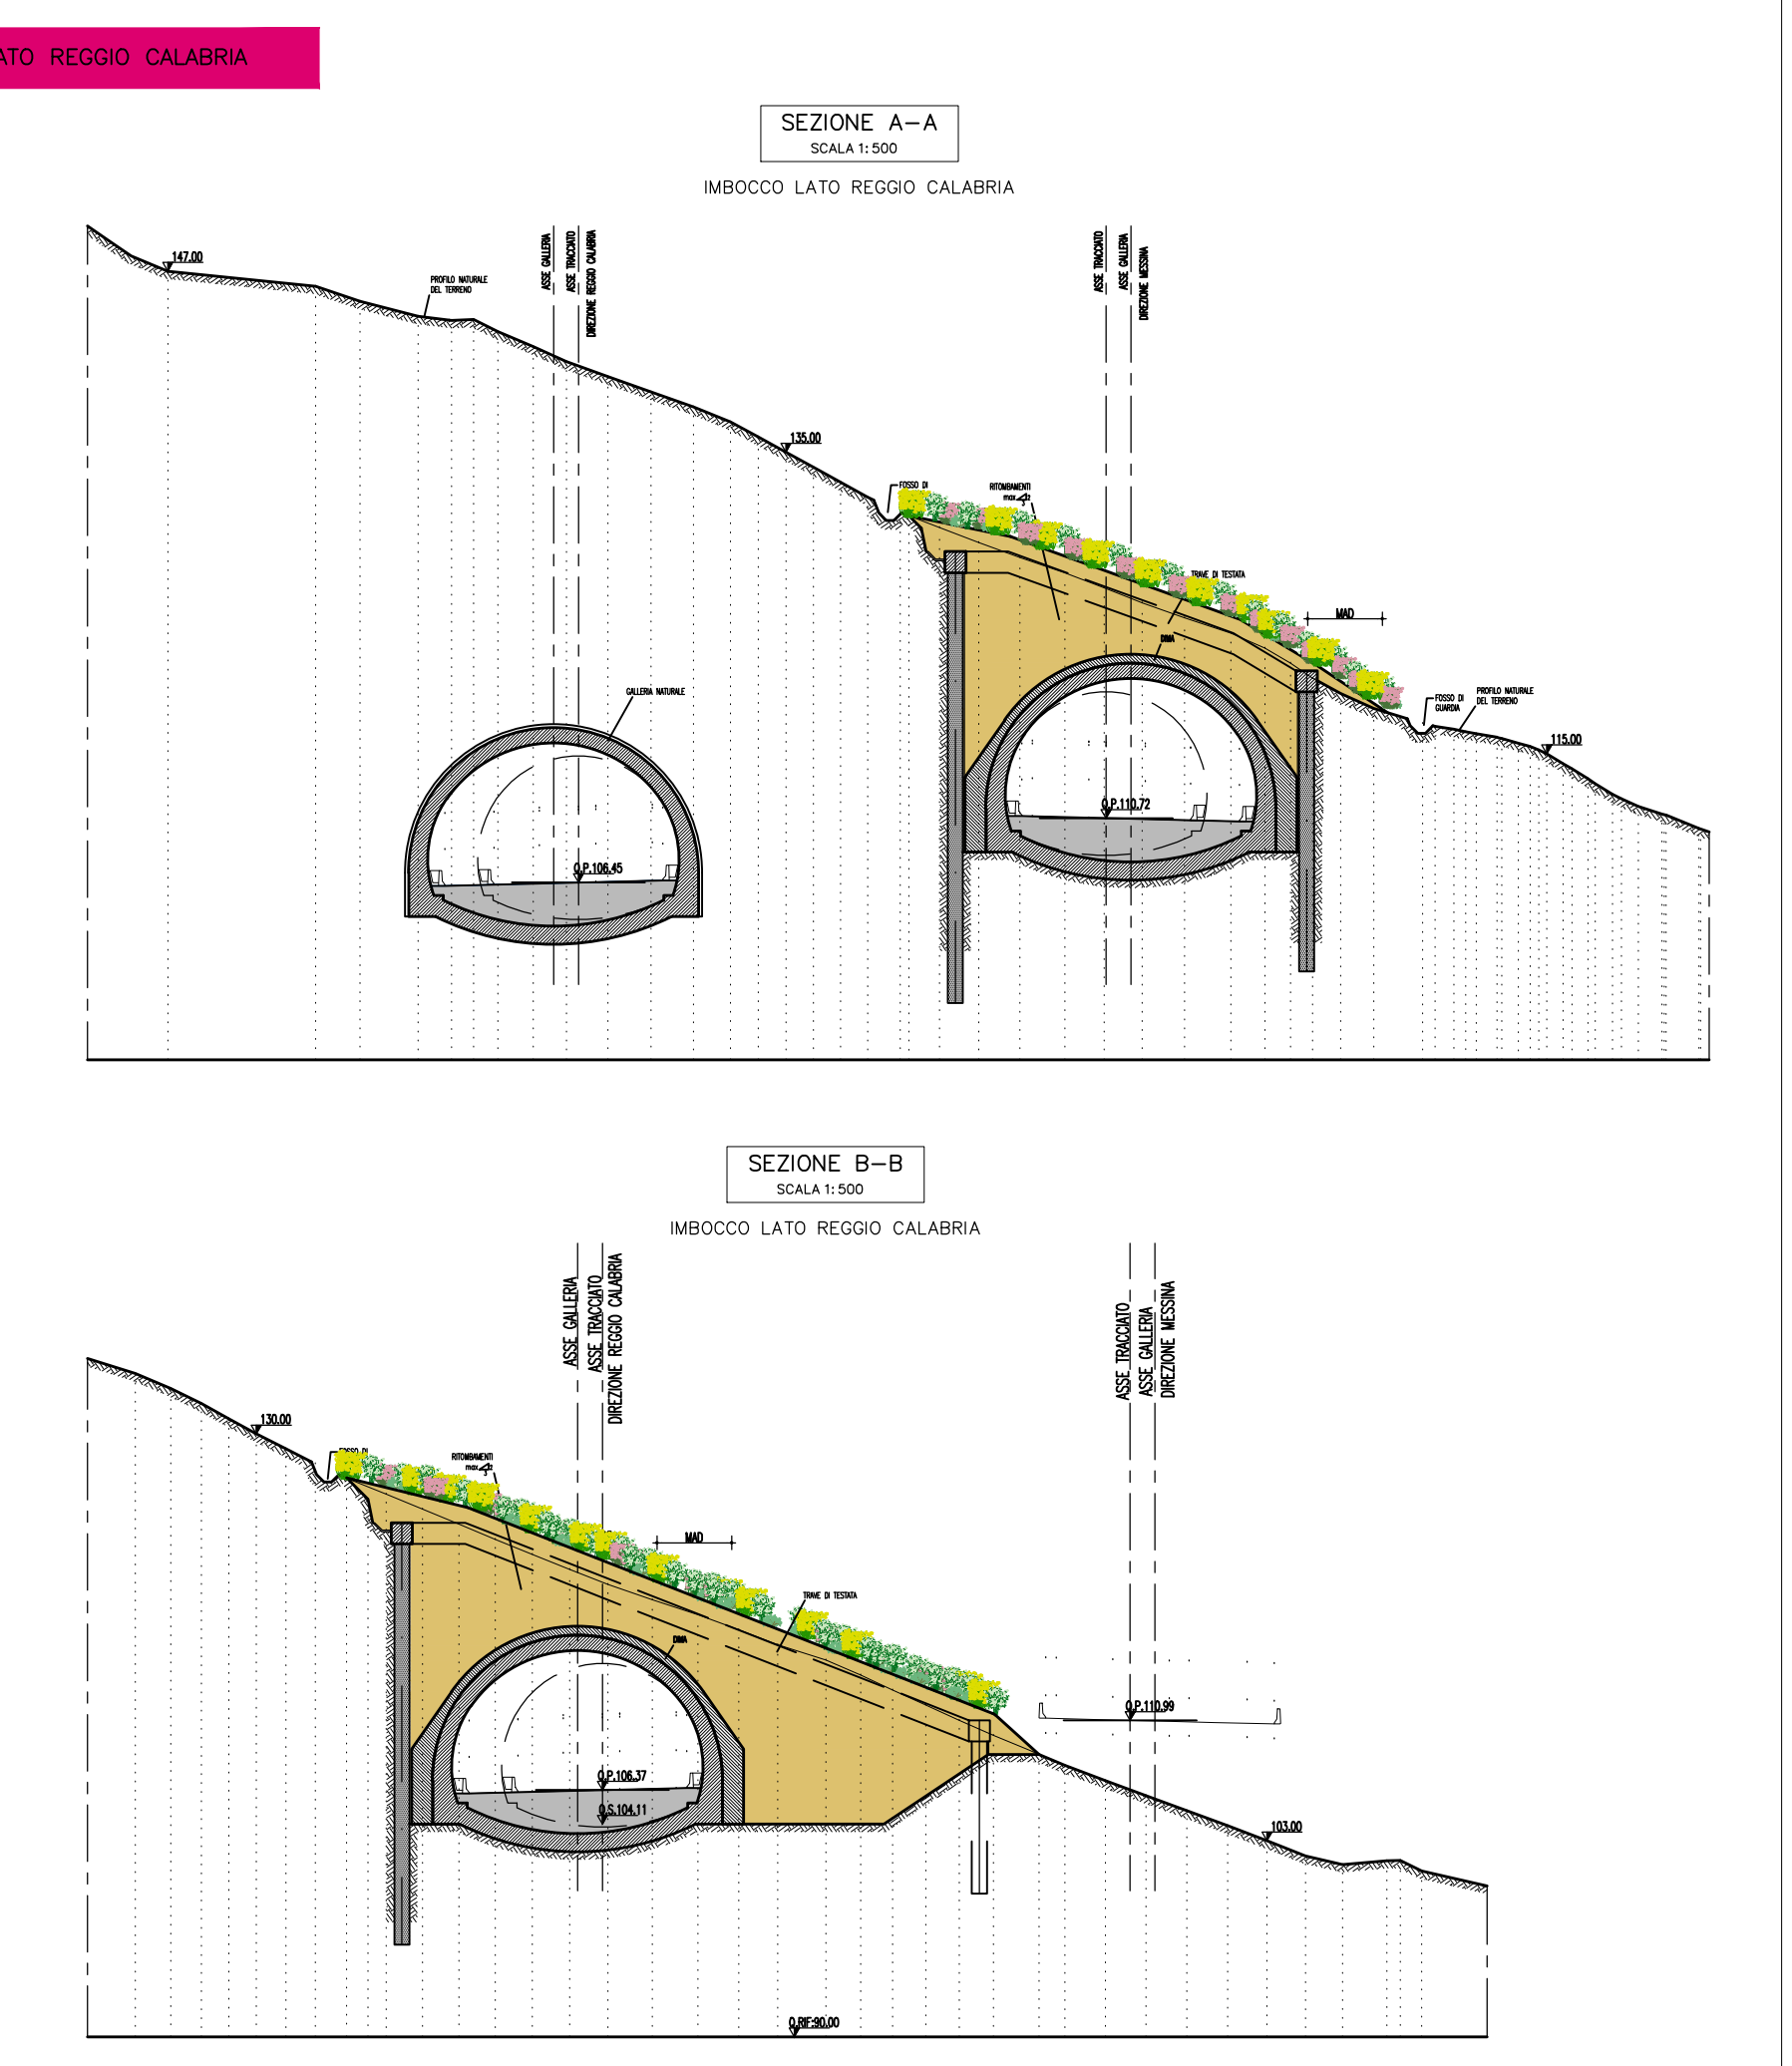 ATO REGGIO CALABRIA
SEZIONE A-A
SCALA 1:500
IMBOCCO LATO REGGIO CALABRIA
ASSE GALLERIA
ASSE TRACCIATO
DIREZIONE REGGIO CALABRIA
ASSE TRACCIATO
ASSE GALLERIA
DIREZIONE MESSINA
147.00
PROFILO NATURALE
DEL TERRENO
135.00
FOSSO DI
RITOMBAMENTI
max
TRAVE DI TESTATA
MAD
DIMA
GALLERIA NATURALE
FOSSO DI
GUARDIA
PROFILO NATURALE
DEL TERRENO
115.00
Q.P.110.72
Q.P.106.45
SEZIONE B-B
SCALA 1:500
IMBOCCO LATO REGGIO CALABRIA
ASSE GALLERIA
ASSE TRACCIATO
DIREZIONE REGGIO CALABRIA
ASSE TRACCIATO
ASSE GALLERIA
DIREZIONE MESSINA
130.00
FOSSO DI
RITOMBAMENTI
max
MAD
TRAVE DI TESTATA
DIMA
Q.P.110.99
Q.P.106.37
Q.S.104.11
103.00
Q.RIF:90.00